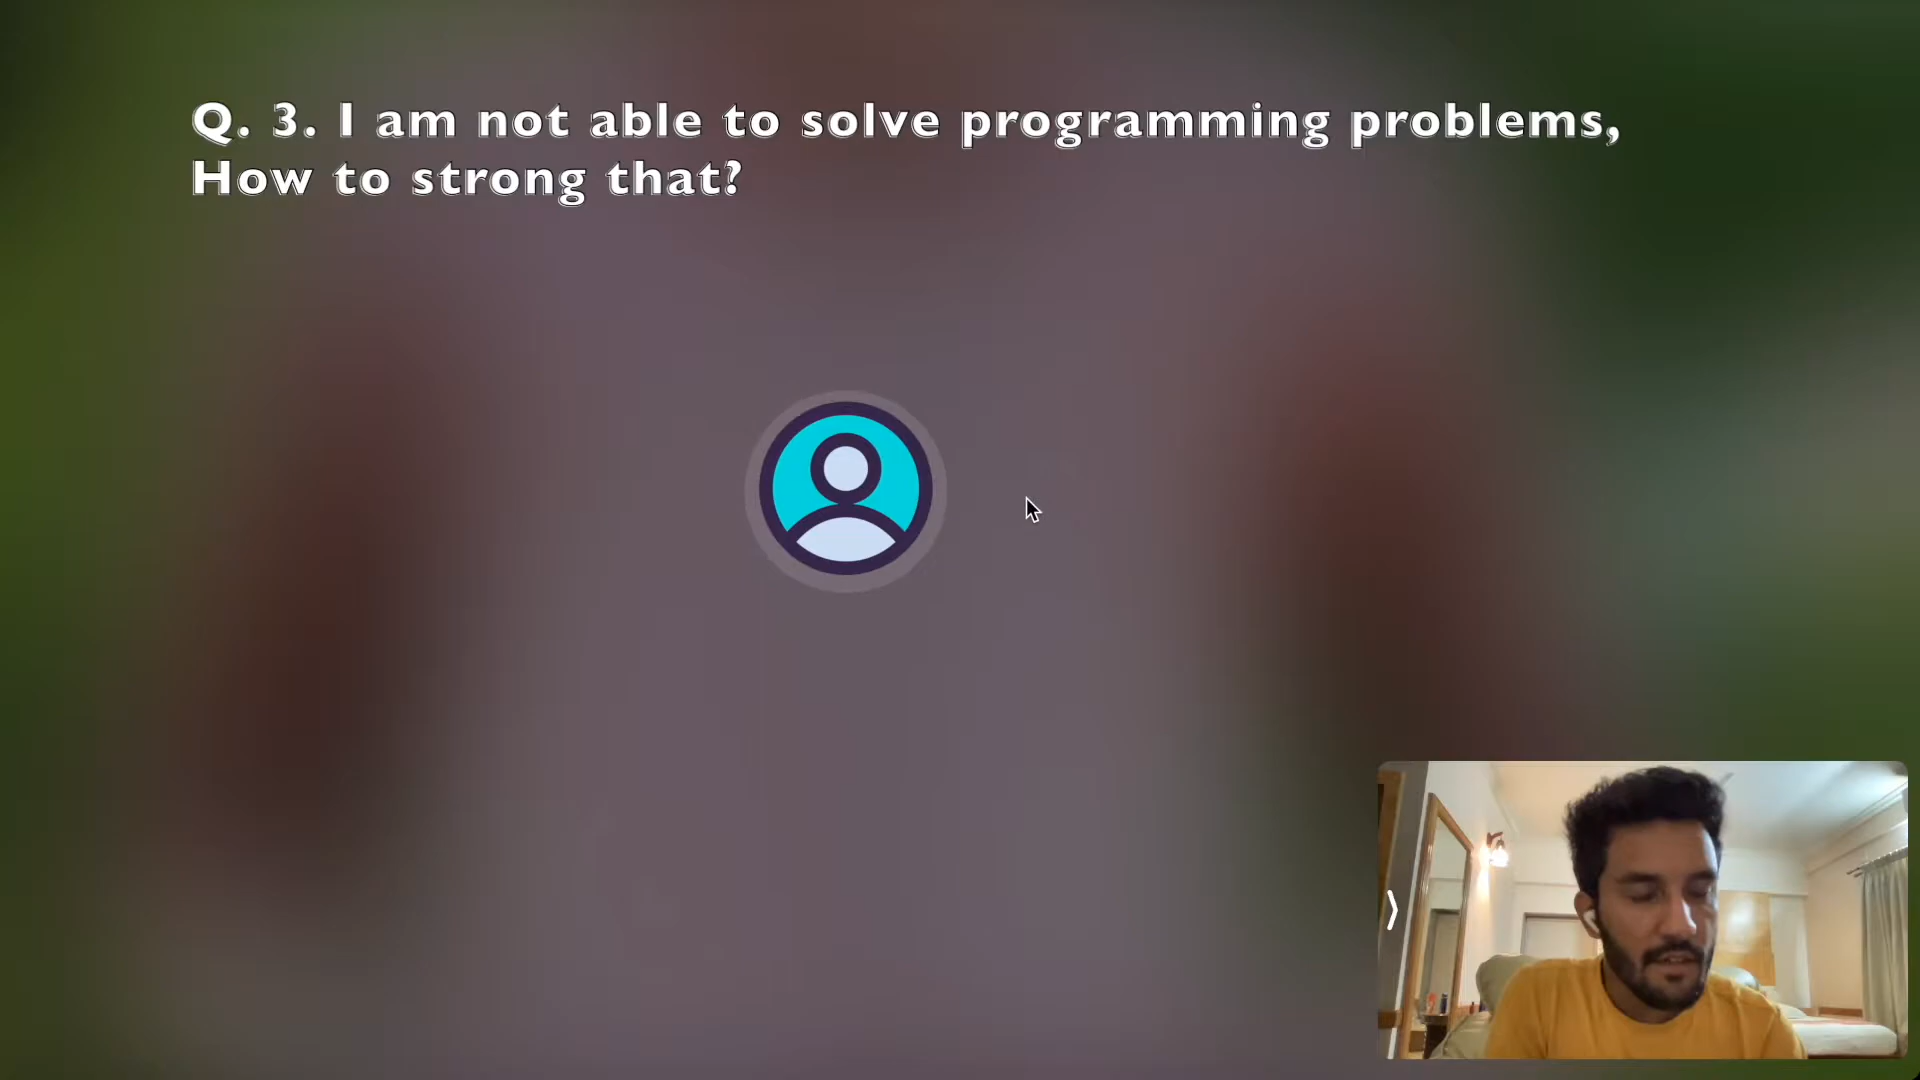 Q. 3. I am not able to solve programming problems,
How to strong that?